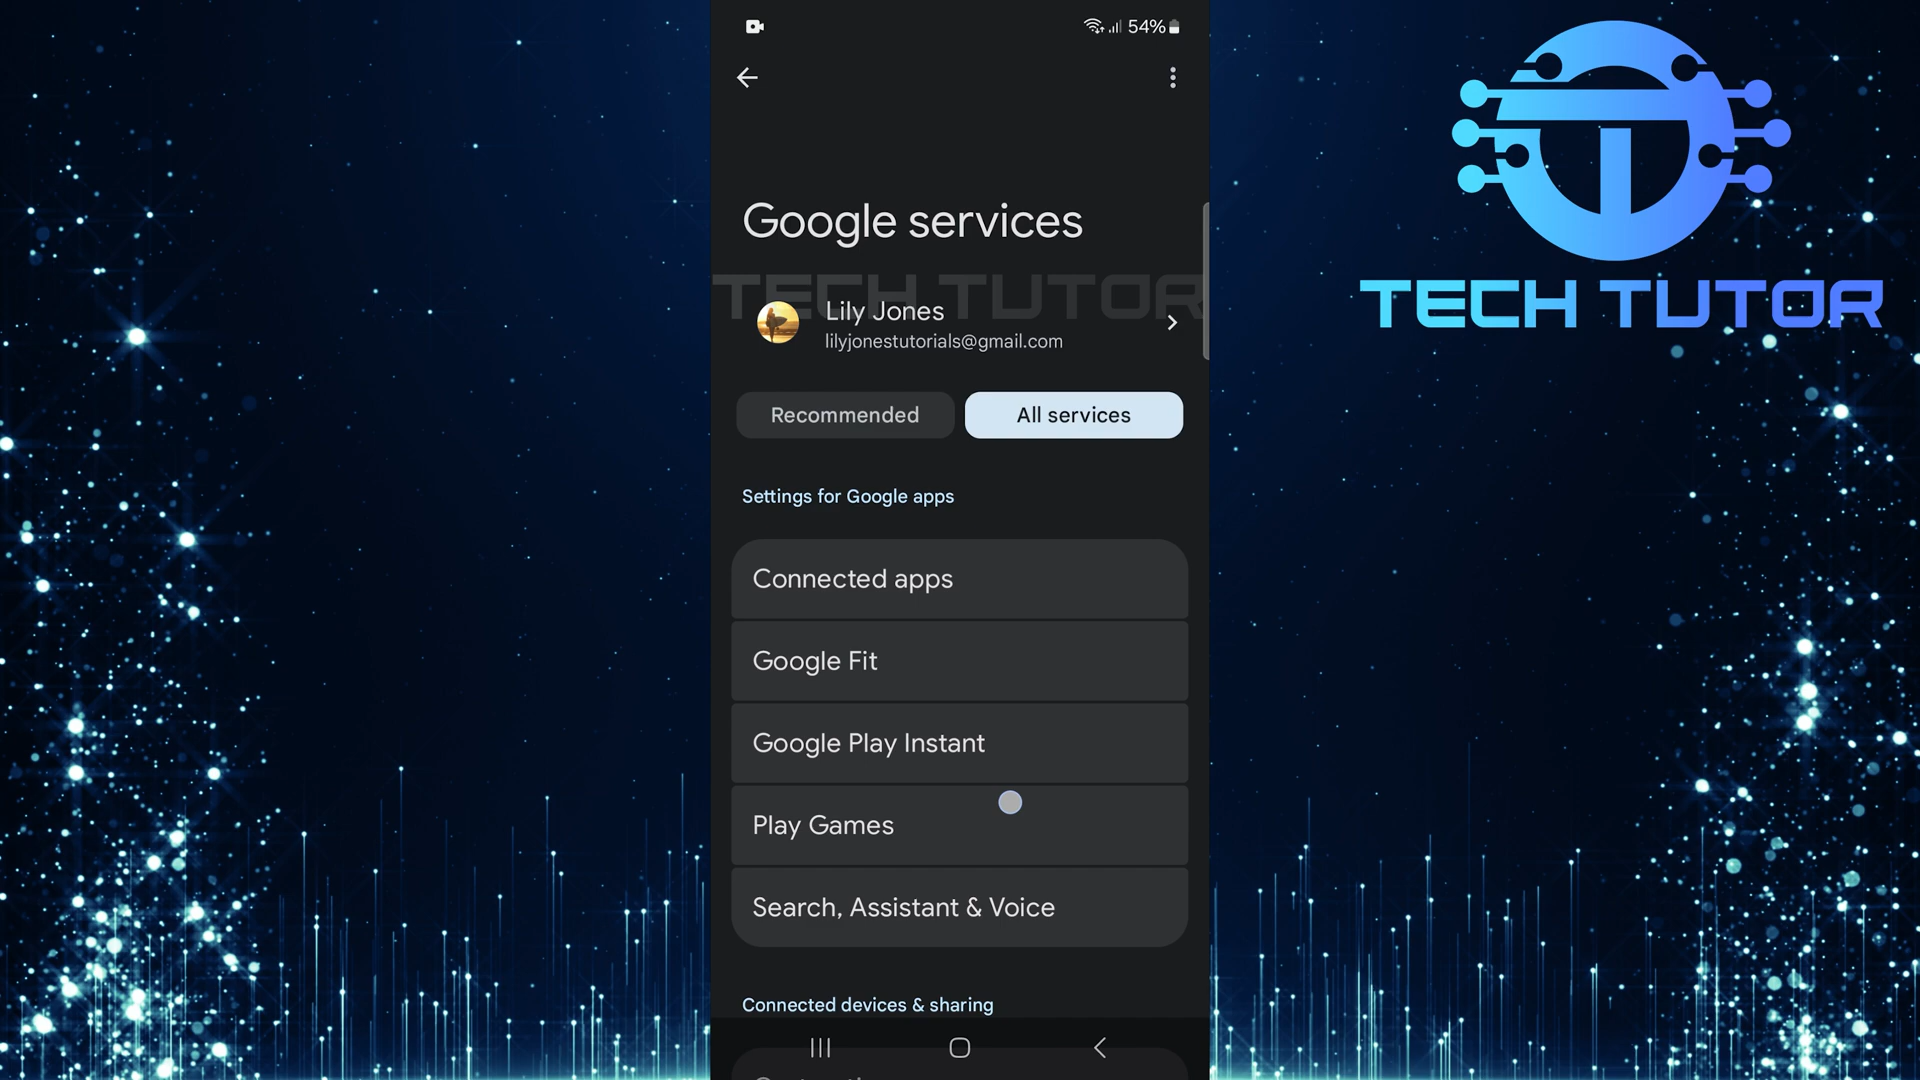 54%
Google services
TECH TUTOR
Lily Jones
lilyjonestutorials@gmail.com
Recommended
All services
Settings for Google apps
Connected apps
Google Fit
Google Play Instant
Play Games
Search, Assistant & Voice
Connected devices & sharing
TECH TUTOR